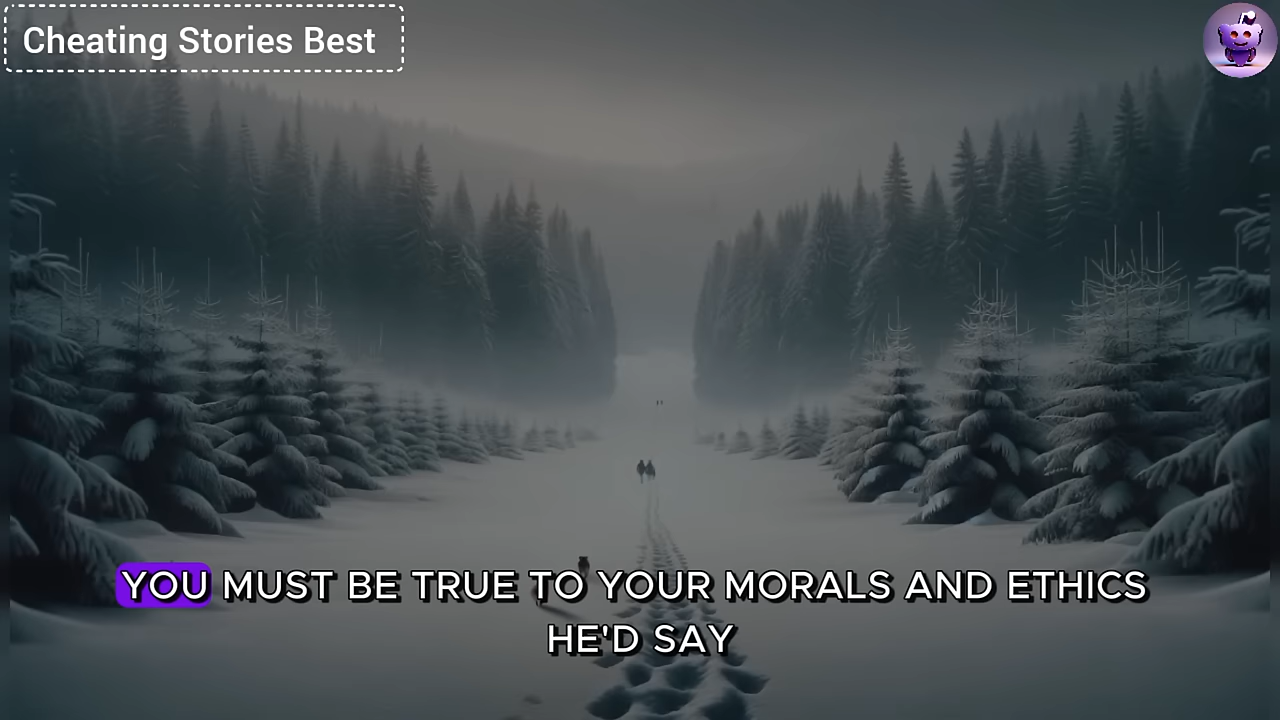 Cheating Stories Best
YOU MUST BE TRUE TO YOUR MORALS AND ETHICS
HE'D SAY